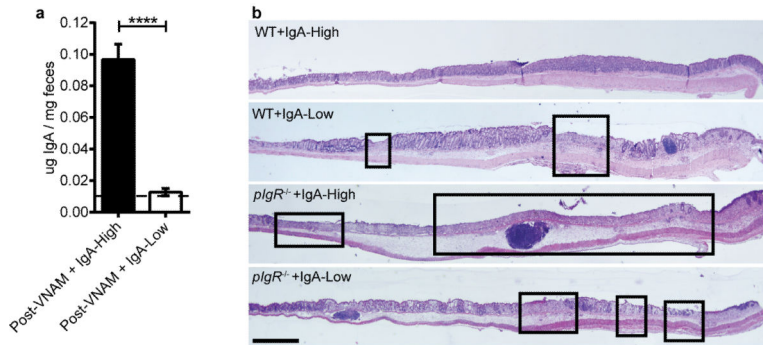 a
****
ug IgA / mg feces
0.12
0.10
0.08
0.06
0.04
0.02
0.00
Post-VNAM + IgA-High
Post-VNAM + IgA-Low
b
WT+IgA-High
WT+IgA-Low
pIgR-/-+IgA-High
pIgR-/-+IgA-Low